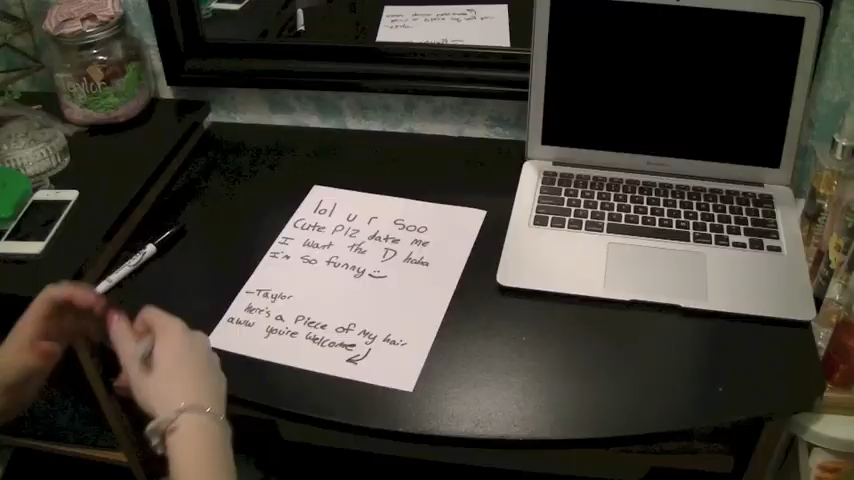 Taylor
lol u r soo
Cute Plz date me
I want the D haha
I'm so funny
-Taylor
here's a Piece of My hair
aww you're Welcome